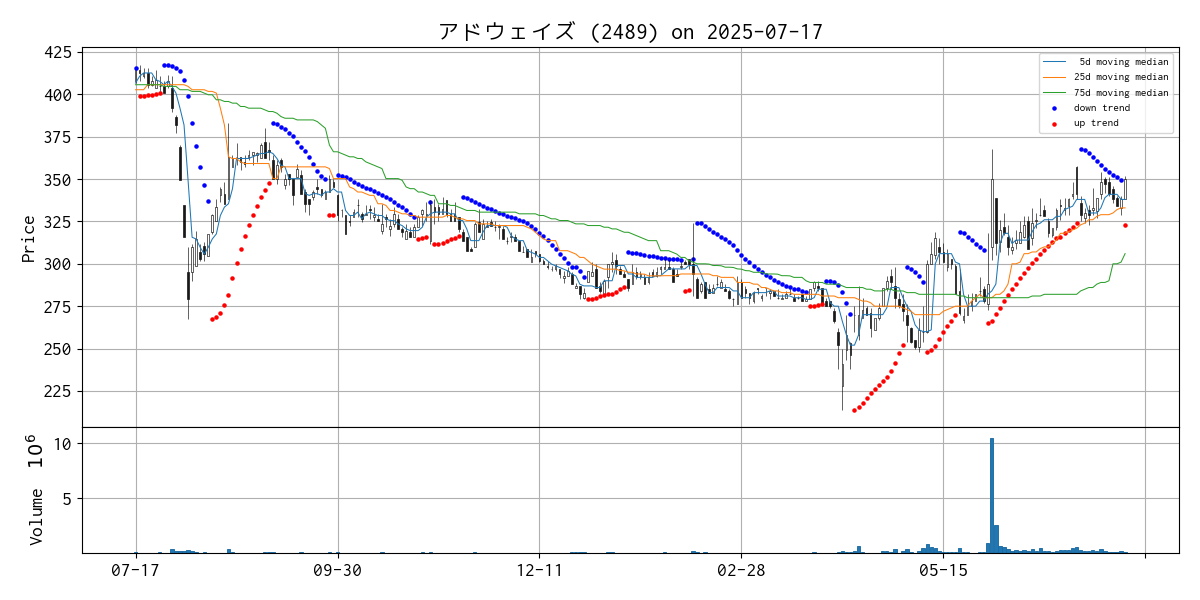 アドウェイズ (2489) on 2025-07-17
425
400
375
350
325
300
275
250
225
Price
5d moving median
25d moving median
75d moving median
down trend
up trend
10
5
Volume 10⁶
07-17
09-30
12-11
02-28
05-15